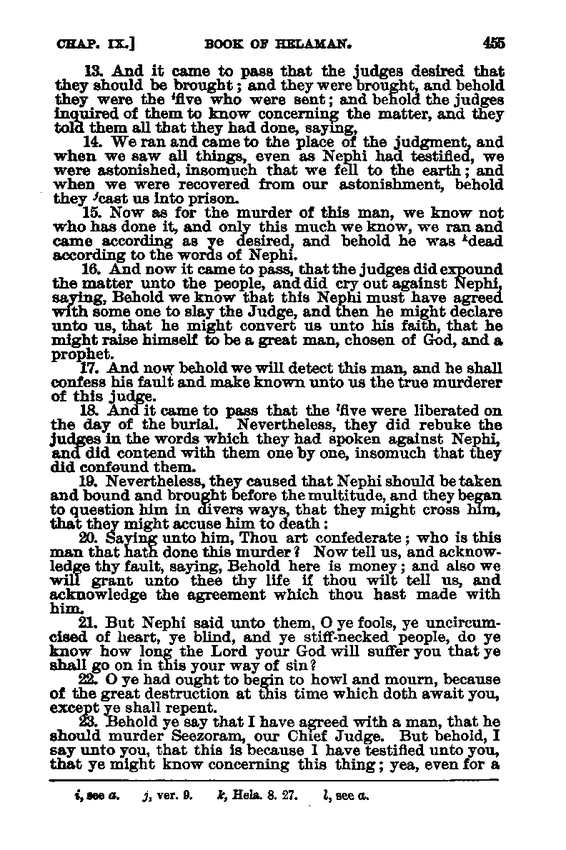 CHAP. IX.] BOOK OF HELAMAN. 455
13. And it came to pass that the judges desired that
they should be brought; and they were brought, and behold
they were the ⁱfive who were sent; and behold the judges
inquired of them to know concerning the matter, and they
told them all that they had done, saying,
14. We ran and came to the place of the judgment, and
when we saw all things, even as Nephi had testified, we
were astonished, insomuch that we fell to the earth; and
when we were recovered from our astonishment, behold
they ʲcast us into prison.
15. Now as for the murder of this man, we know not
who has done it, and only this much we know, we ran and
came according as ye desired, and behold he was ᵏdead
according to the words of Nephi.
16. And now it came to pass, that the judges did expound
the matter unto the people, and did cry out against Nephi,
saying, Behold we know that this Nephi must have agreed
with some one to slay the Judge, and then he might declare
unto us, that he might convert us unto his faith, that he
might raise himself to be a great man, chosen of God, and a
prophet.
17. And now behold we will detect this man, and he shall
confess his fault and make known unto us the true murderer
of this judge.
18. And it came to pass that the ˡfive were liberated on
the day of the burial. Nevertheless, they did rebuke the
judges in the words which they had spoken against Nephi,
and did contend with them one by one, insomuch that they
did confound them.
19. Nevertheless, they caused that Nephi should be taken
and bound and brought before the multitude, and they began
to question him in divers ways, that they might cross him,
that they might accuse him to death:
20. Saying unto him, Thou art confederate; who is this
man that hath done this murder? Now tell us, and acknow-
ledge thy fault, saying, Behold here is money; and also we
will grant unto thee thy life if thou wilt tell us, and
acknowledge the agreement which thou hast made with
him.
21. But Nephi said unto them, O ye fools, ye uncircum-
cised of heart, ye blind, and ye stiff-necked people, do ye
know how long the Lord your God will suffer you that ye
shall go on in this your way of sin?
22. O ye had ought to begin to howl and mourn, because
of the great destruction at this time which doth await you,
except ye shall repent.
23. Behold ye say that I have agreed with a man, that he
should murder Seezoram, our Chief Judge. But behold, I
say unto you, that this is because I have testified unto you,
that ye might know concerning this thing; yea, even for a
i, see a. j, ver. 9. k, Hela. 8. 27. l, see a.